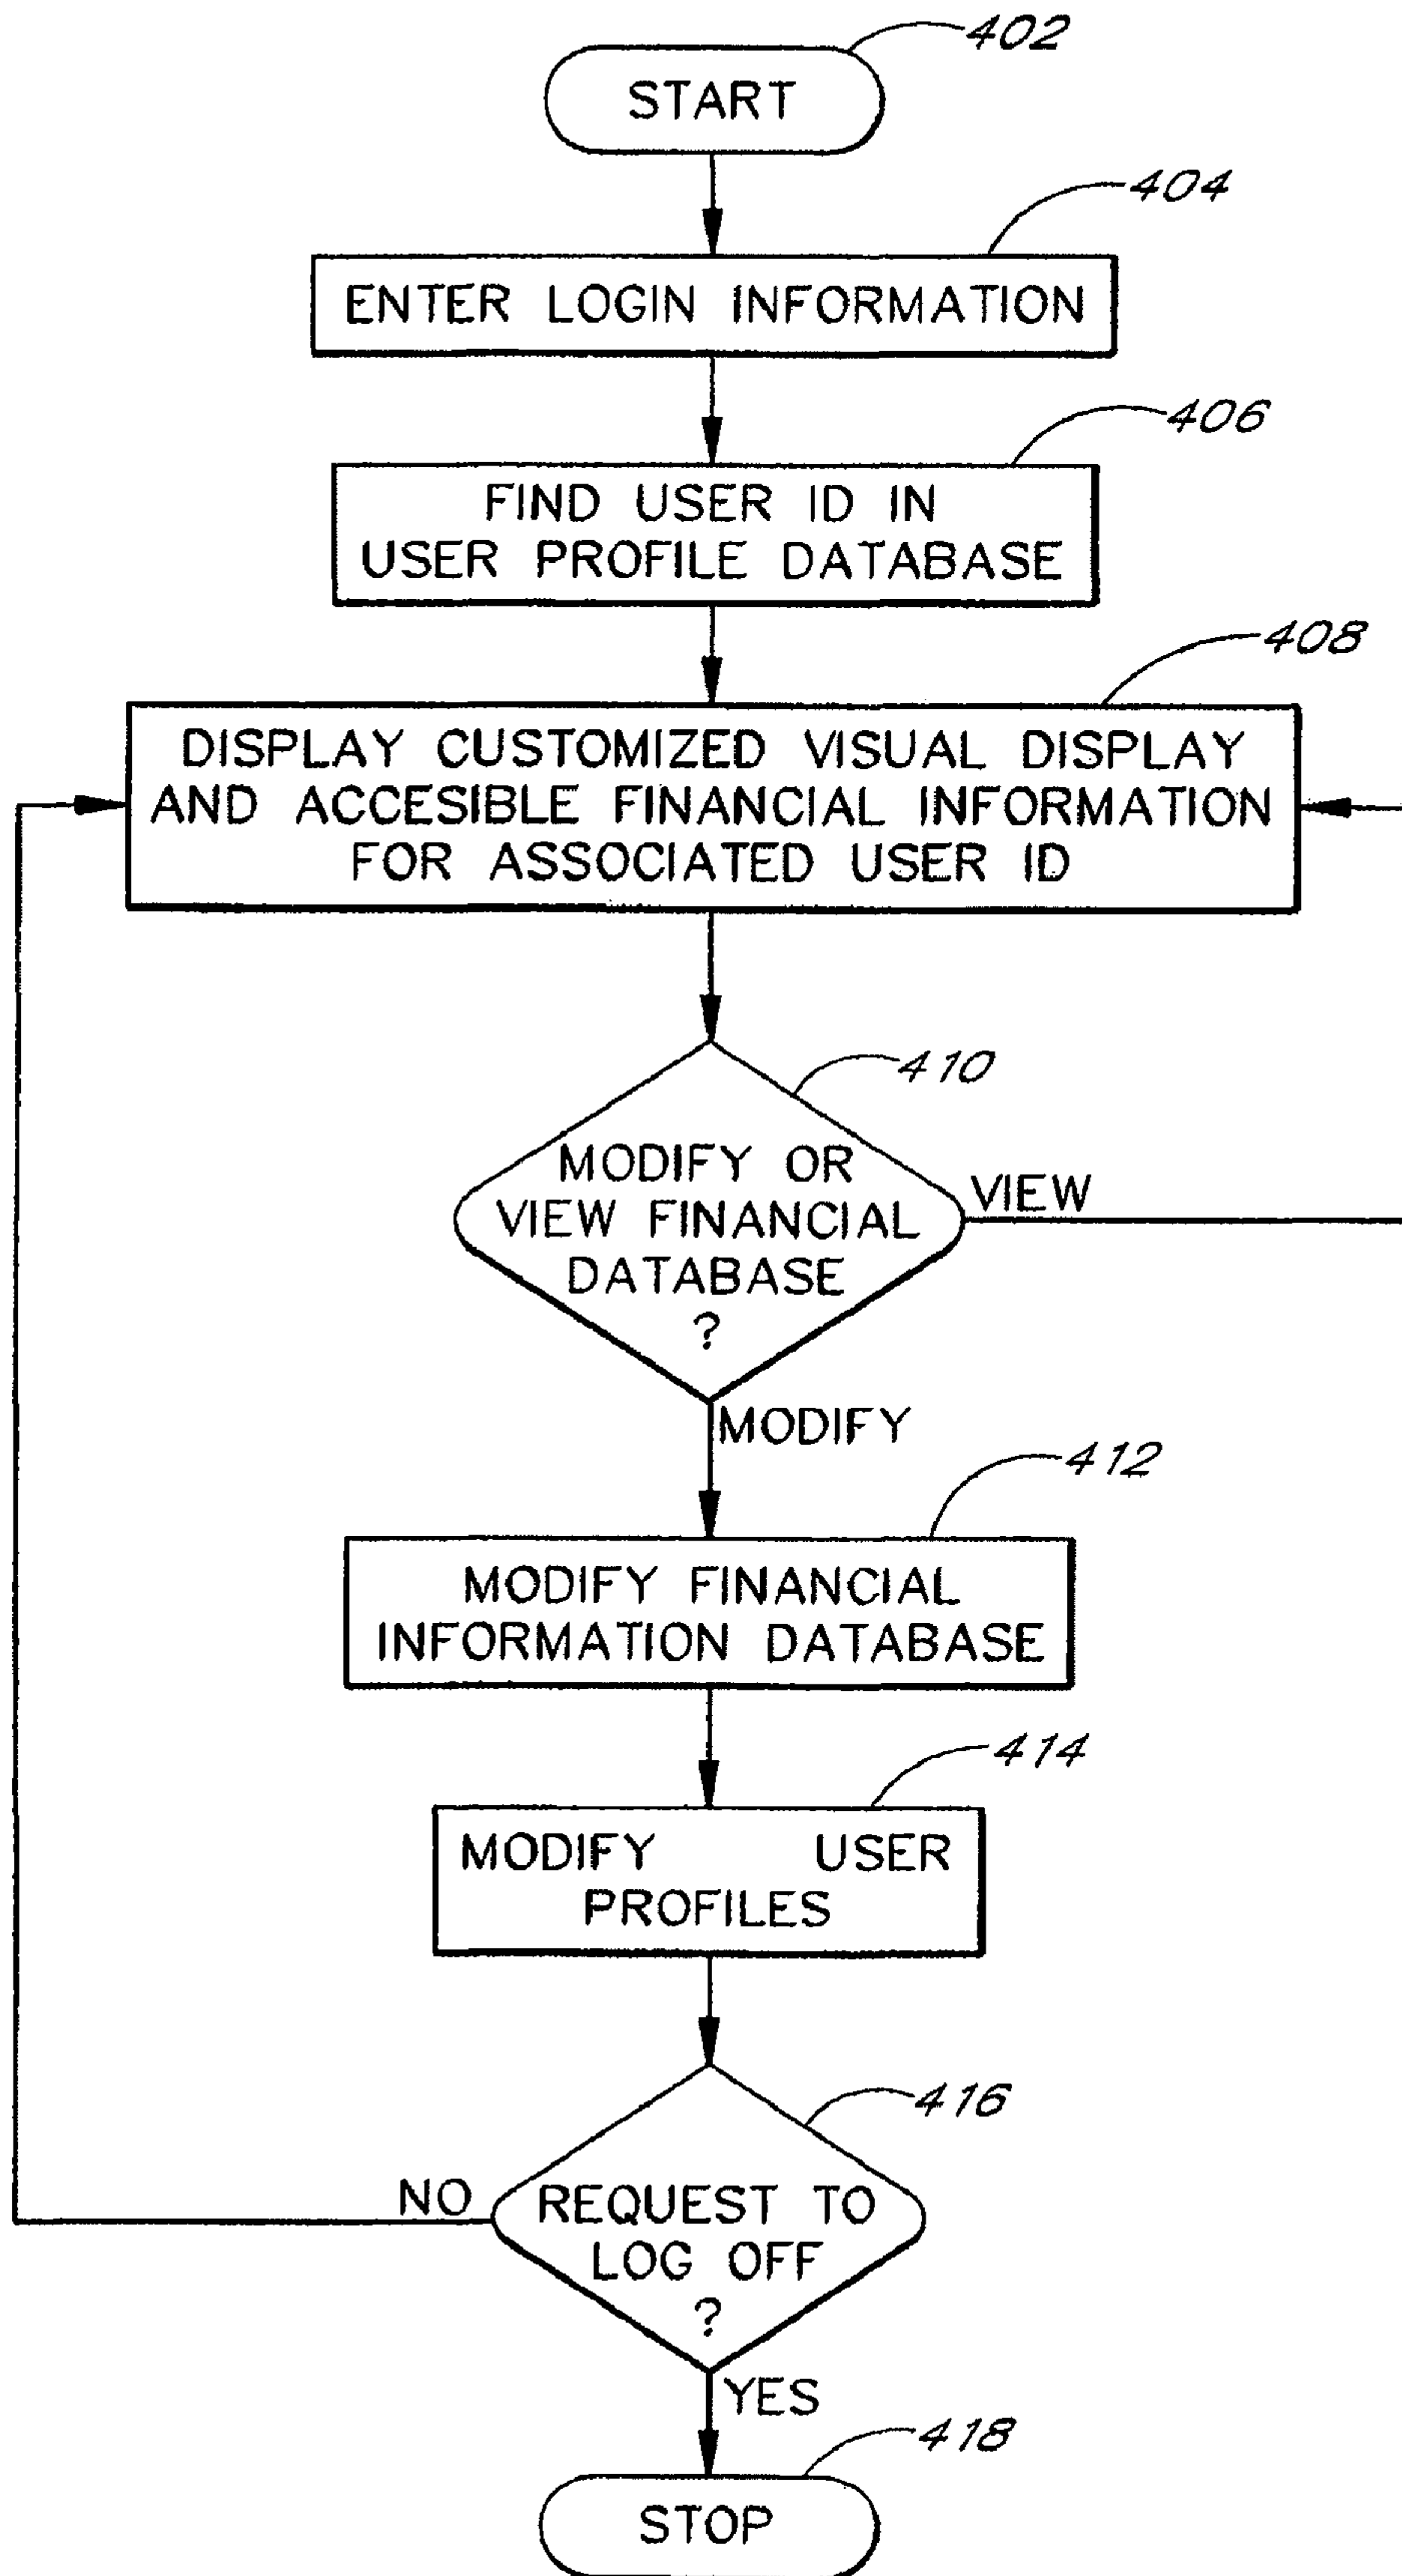 402
START
404
ENTER LOGIN INFORMATION
406
FIND USER ID IN
USER PROFILE DATABASE
408
DISPLAY CUSTOMIZED VISUAL DISPLAY
AND ACCESIBLE FINANCIAL INFORMATION
FOR ASSOCIATED USER ID
410
MODIFY OR
VIEW FINANCIAL
DATABASE
?
VIEW
MODIFY
412
MODIFY FINANCIAL
INFORMATION DATABASE
414
MODIFY USER
PROFILES
416
REQUEST TO
LOG OFF
?
NO
YES
418
STOP